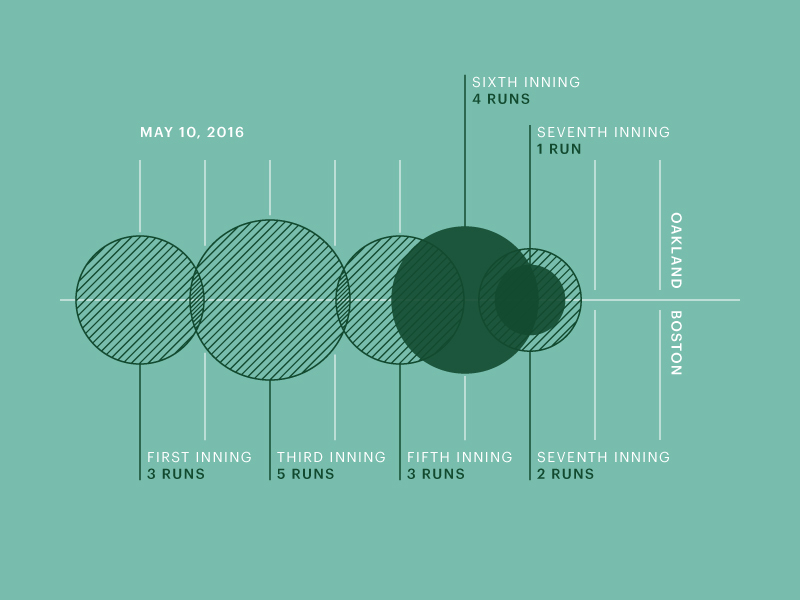 SIXTH INNING
4 RUNS
MAY 10, 2016
SEVENTH INNING
1 RUN
OAKLAND
BOSTON
FIRST INNING
3 RUNS
THIRD INNING
5 RUNS
FIFTH INNING
3 RUNS
SEVENTH INNING
2 RUNS